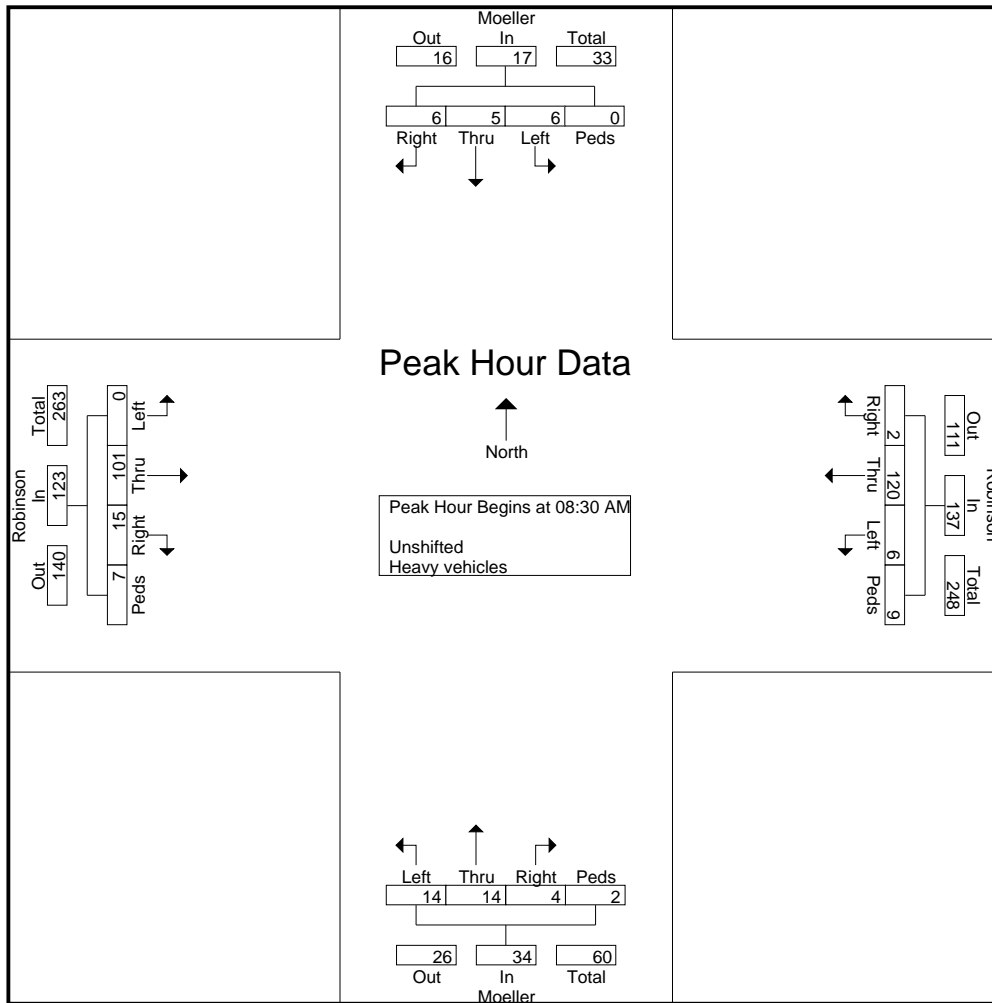 Moeller
Out In Total
16 17 33
6 5 6 0
Right Thru Left Peds
Peak Hour Data
North
Peak Hour Begins at 08:30 AM
Unshifted
Heavy vehicles
Robinson
Out In Total
140 123 263
Left Thru Right Peds
0 101 15 7
Robinson
Out In Total
111 137 248
2 120 6 9
Right Thru Left Peds
Left Thru Right Peds
14 14 4 2
26 34 60
Out In Total
Moeller